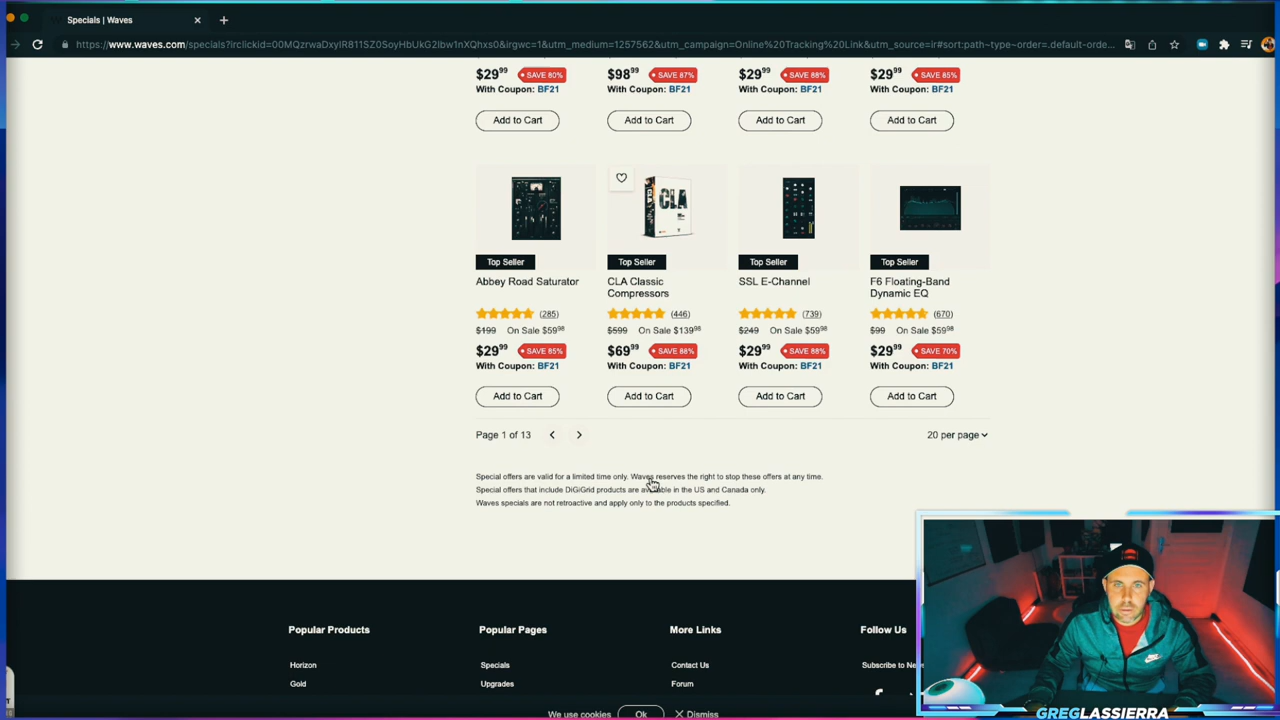 Specials | Waves
https://www.waves.com/specials?irclickid=00MQzrwaDxyIR811SZ0SoyHbUkG2Ibw1nXQhxs0&irgwc=1&utm_medium=1257562&utm_campaign=Online%20Tracking%20Link&utm_source=ir#sort:path~type~order=.default-orde...
$29.99 SAVE 80% $98.99 SAVE 87% $29.99 SAVE 88% $29.99 SAVE 85%
With Coupon: BF21 With Coupon: BF21 With Coupon: BF21 With Coupon: BF21
Add to Cart Add to Cart Add to Cart Add to Cart
CLA
Top Seller Top Seller Top Seller Top Seller
Abbey Road Saturator CLA Classic SSL E-Channel F6 Floating-Band
Compressors Dynamic EQ
(285) (446) (739) (670)
$199 On Sale $59.98 $599 On Sale $139.98 $249 On Sale $59.98 $99 On Sale $59.98
$29.99 SAVE 85% $69.99 SAVE 88% $29.99 SAVE 88% $29.99 SAVE 70%
With Coupon: BF21 With Coupon: BF21 With Coupon: BF21 With Coupon: BF21
Add to Cart Add to Cart Add to Cart Add to Cart
Page 1 of 13 20 per page
Special offers are valid for a limited time only. Waves reserves the right to stop these offers at any time.
Special offers that include DiGiGrid products are available in the US and Canada only.
Waves specials are not retroactive and apply only to the products specified.
Popular Products Popular Pages More Links Follow Us
Horizon Specials Contact Us Subscribe to New
Gold Upgrades Forum
We use cookies Ok Dismiss
GREGLASSIERRA